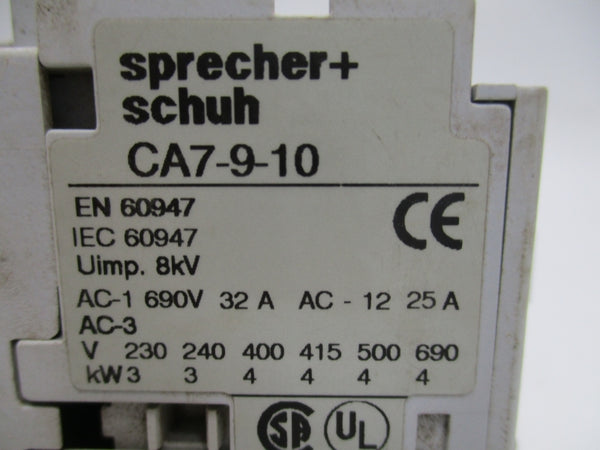 sprecher+
schuh
CA7-9-10
EN 60947
IEC 60947
CE
Uimp. 8kV
AC-1 690V 32 A AC - 12 25 A
AC-3
V 230 240 400 415 500 690
kW 3 3 4 4 4 4
SA UL